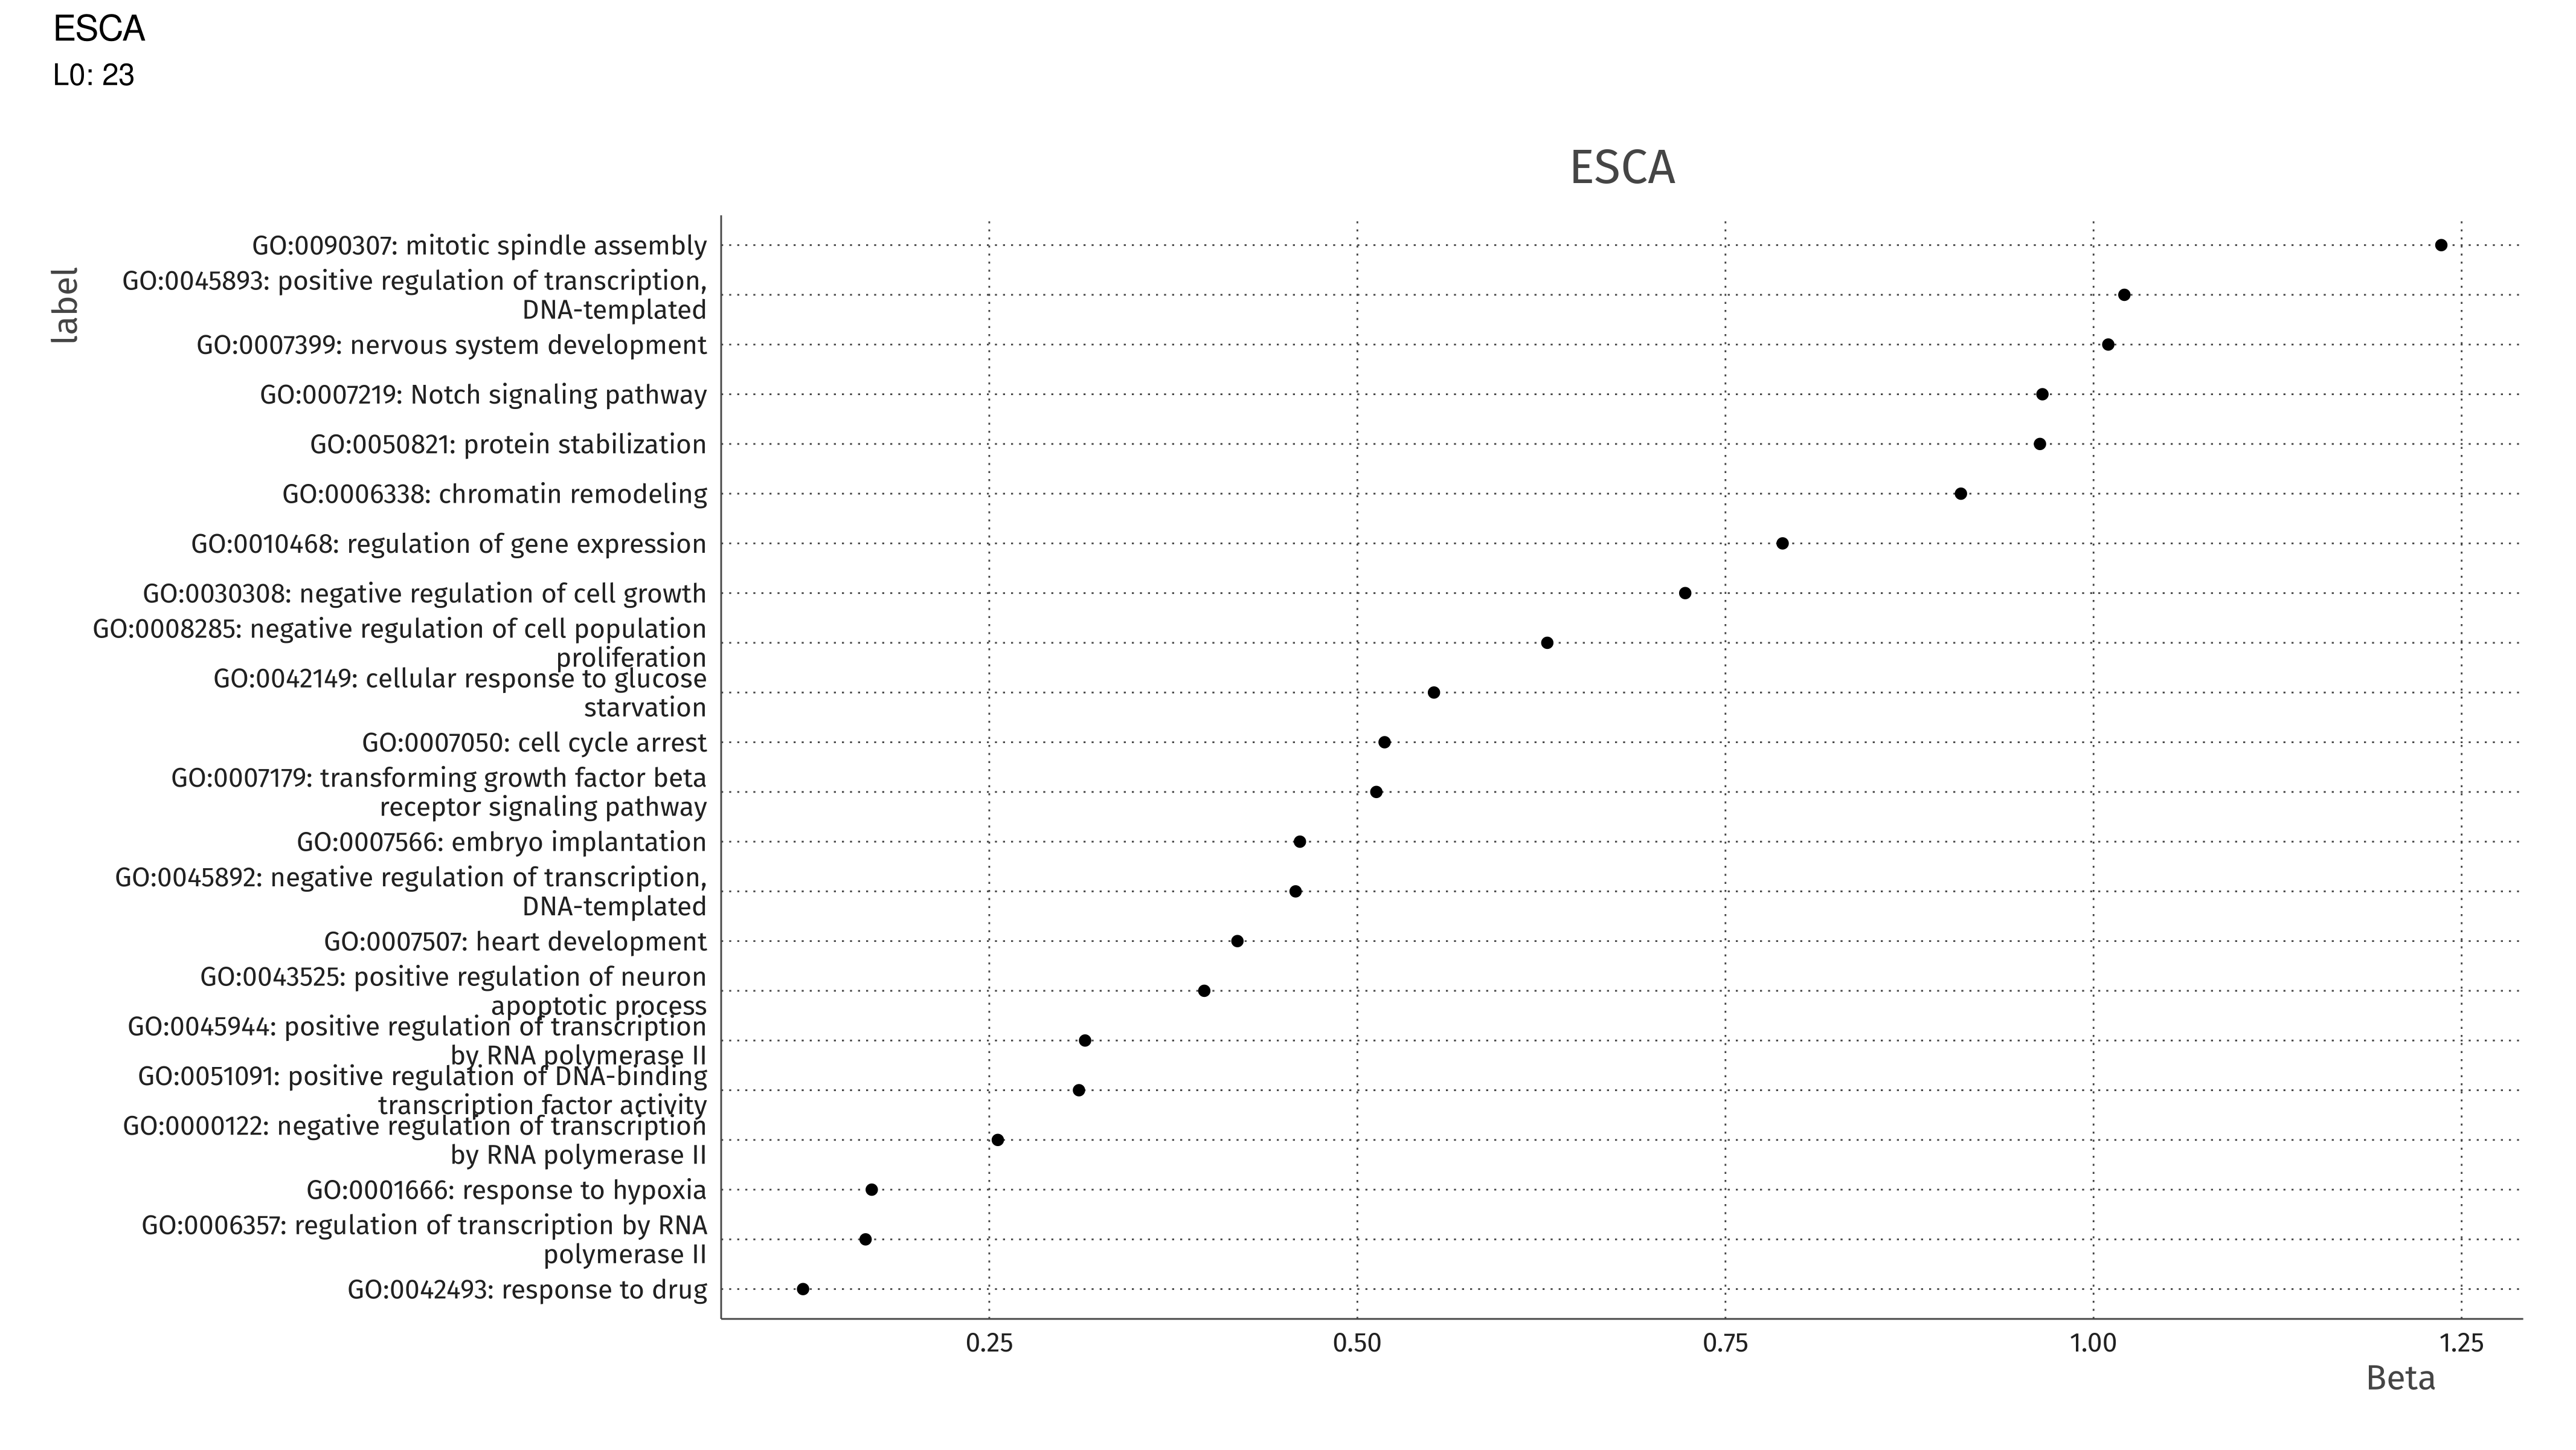 ESCA
L0: 23
ESCA
label
GO:0090307: mitotic spindle assembly
GO:0045893: positive regulation of transcription,
DNA-templated
GO:0007399: nervous system development
GO:0007219: Notch signaling pathway
GO:0050821: protein stabilization
GO:0006338: chromatin remodeling
GO:0010468: regulation of gene expression
GO:0030308: negative regulation of cell growth
GO:0008285: negative regulation of cell population
proliferation
GO:0042149: cellular response to glucose
starvation
GO:0007050: cell cycle arrest
GO:0007179: transforming growth factor beta
receptor signaling pathway
GO:0007566: embryo implantation
GO:0045892: negative regulation of transcription,
DNA-templated
GO:0007507: heart development
GO:0043525: positive regulation of neuron
apoptotic process
GO:0045944: positive regulation of transcription
by RNA polymerase II
GO:0051091: positive regulation of DNA-binding
transcription factor activity
GO:0000122: negative regulation of transcription
by RNA polymerase II
GO:0001666: response to hypoxia
GO:0006357: regulation of transcription by RNA
polymerase II
GO:0042493: response to drug
0.25 0.50 0.75 1.00 1.25
Beta